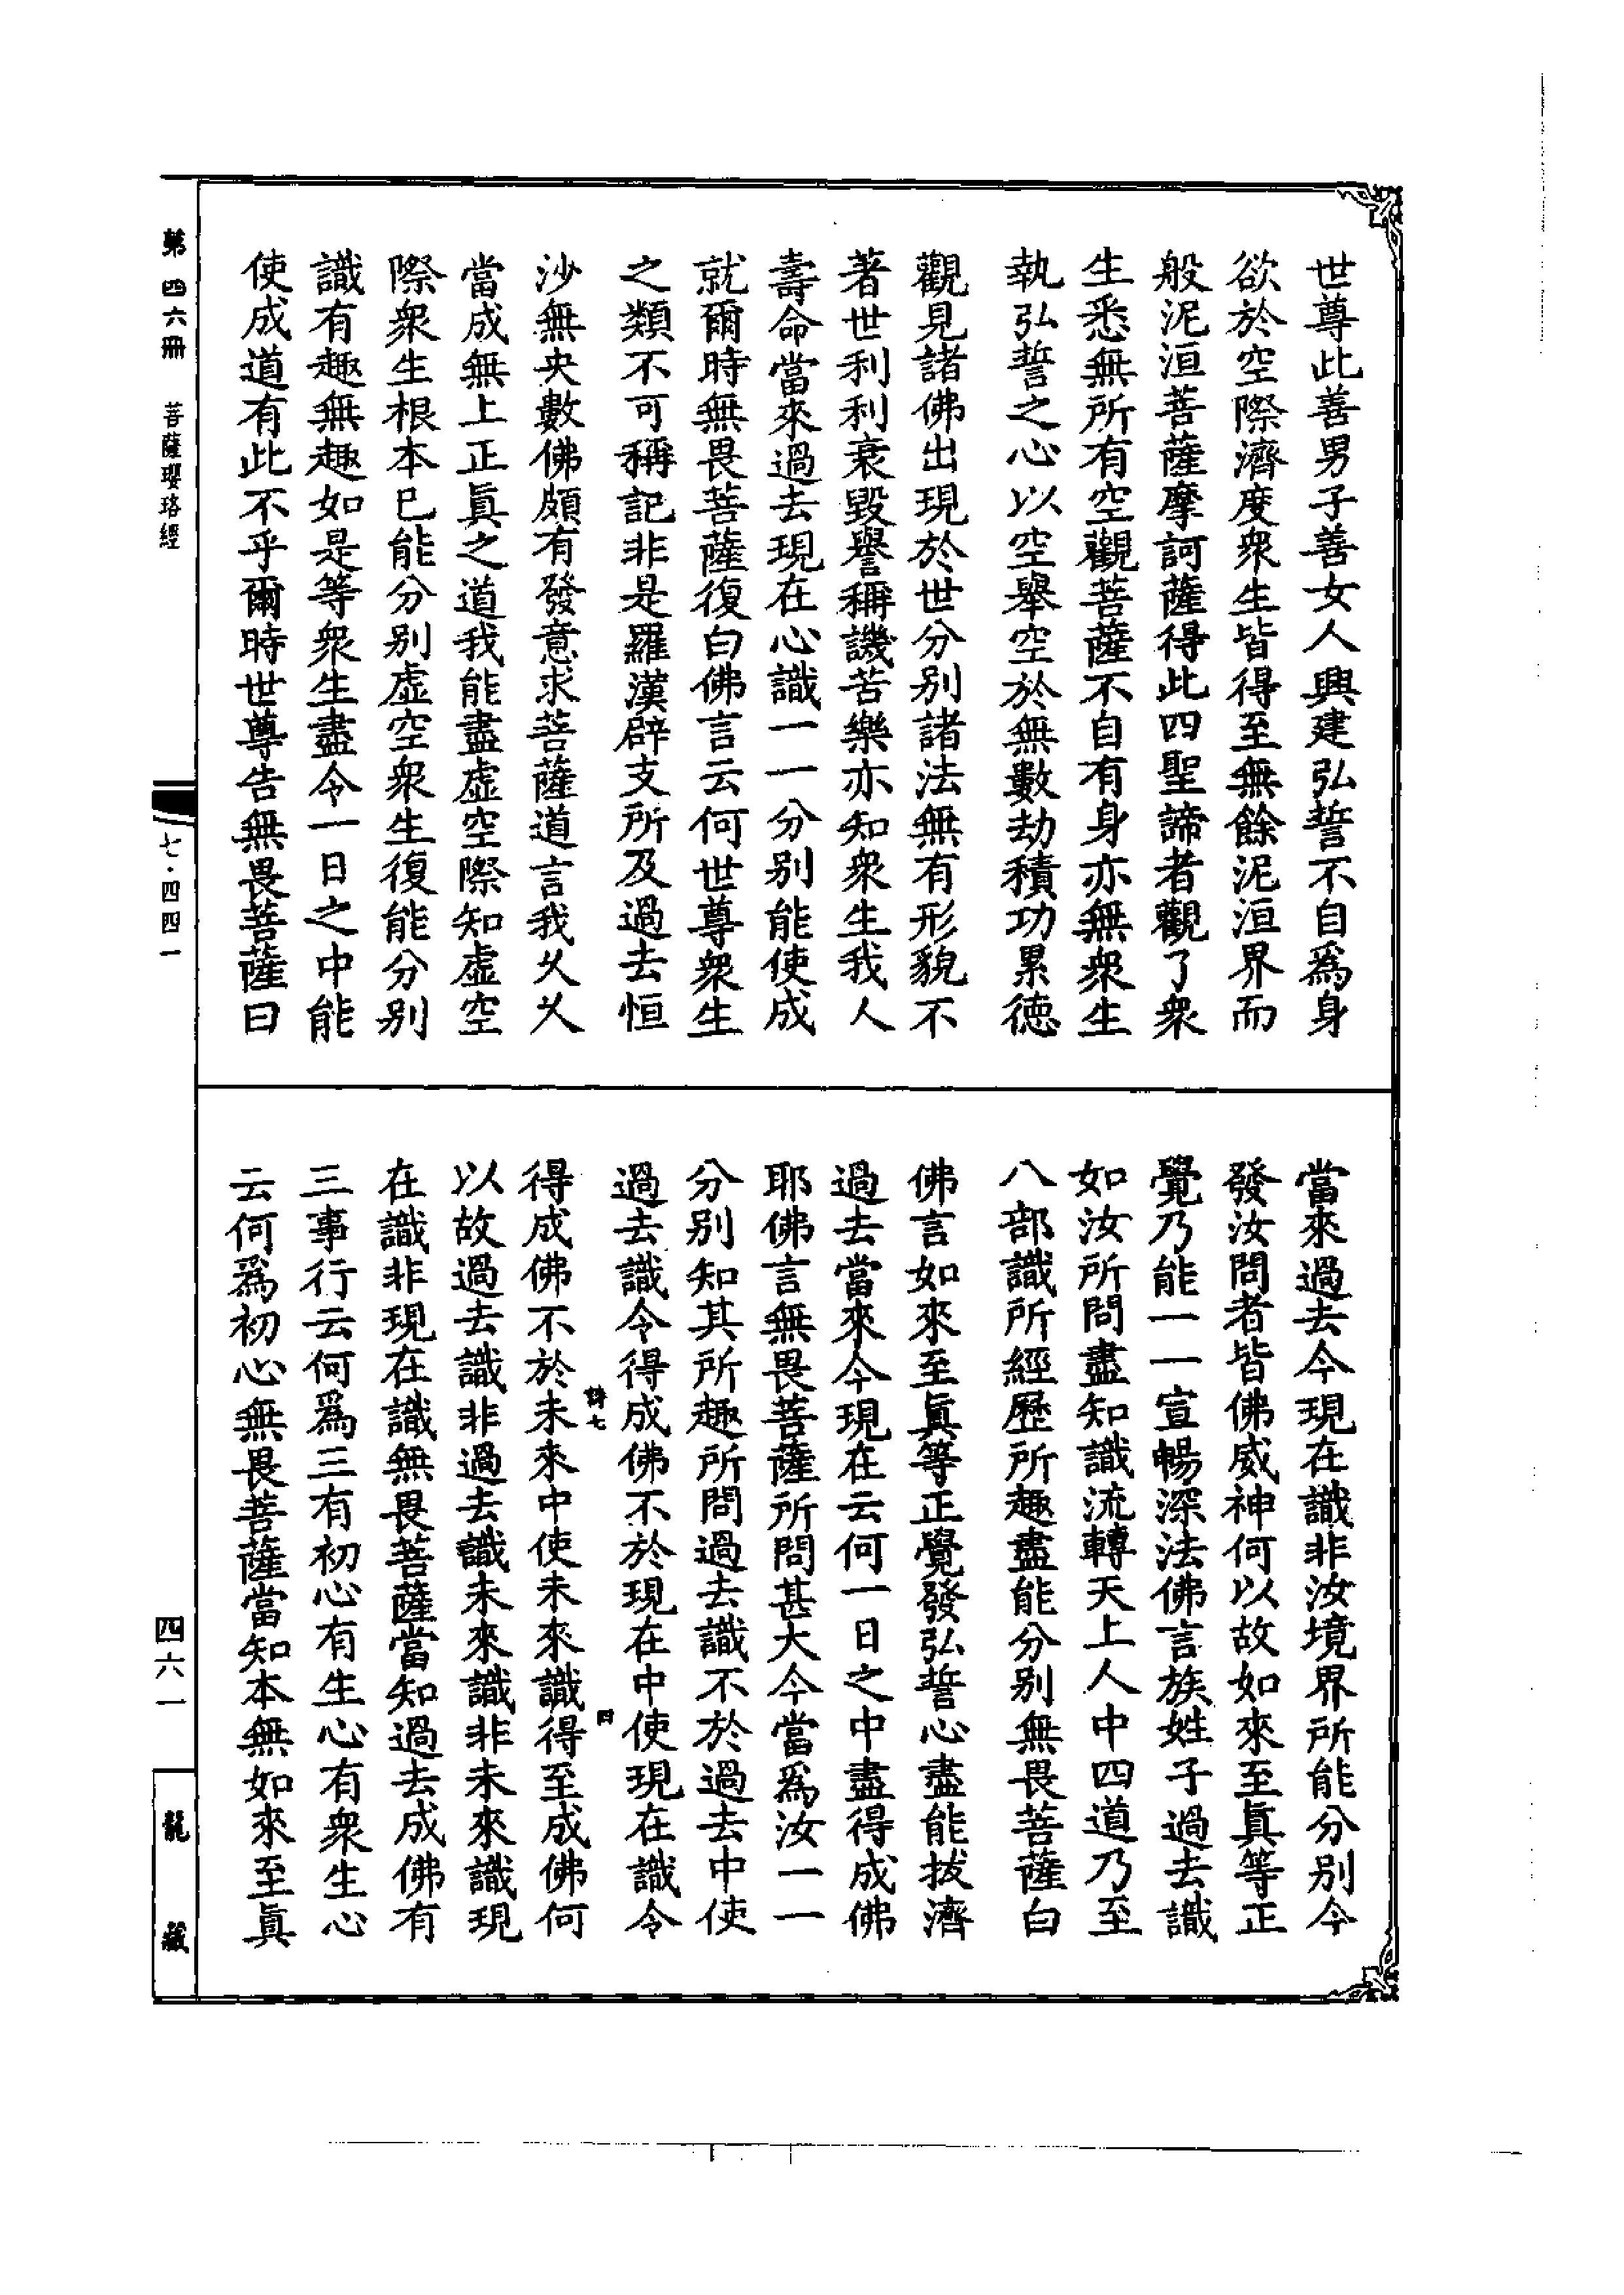 世尊此善男子善女人興建弘誓不自爲身
欲於空際濟度衆生皆得至無餘泥洹界而
般泥洹菩薩摩訶薩得此四聖諦者觀了衆
生悉無所有空觀菩薩不自有身亦無衆生
執弘誓之心以空舉空於無數劫積功累德
觀見諸佛出現於世分别諸法無有形貌不
著世利利衰毀譽稱譏苦樂亦知衆生我人
壽命當來過去現在心識一一分别能使成
就爾時無畏菩薩復白佛言云何世尊衆生
之類不可稱記非是羅漢辟支所及過去恒
沙無央數佛頗有發意求菩薩道言我久久
當成無上正眞之道我能盡虛空際知虛空
際衆生根本已能分别虛空衆生復能分别
識有趣無趣如是等衆生盡令一日之中能
使成道有此不乎爾時世尊告無畏菩薩曰
當來過去今現在識非汝境界所能分别今
發汝問者皆佛威神何以故如來至眞等正
覺乃能一一宣暢深法佛言族姓子過去識
如汝所問盡知識流轉天上人中四道乃至
八部識所經歷所趣盡能分别無畏菩薩白
佛言如來至眞等正覺發弘誓心盡能拔濟
過去當來今現在云何一日之中盡得成佛
耶佛言無畏菩薩所問甚大今當爲汝一一
分别知其所趣所問過去識不於過去中使
過去識令得成佛不於現在中使現在識令
得成佛不於未來中使未來識得至成佛何
以故過去識非過去識未來識非未來識現
在識非現在識無畏菩薩當知過去成佛有
三事行云何爲三有初心有生心有衆生心
云何爲初心無畏菩薩當知本無如來至眞
第四六冊 菩薩瓔珞經
七·四四一
四六一
龍藏